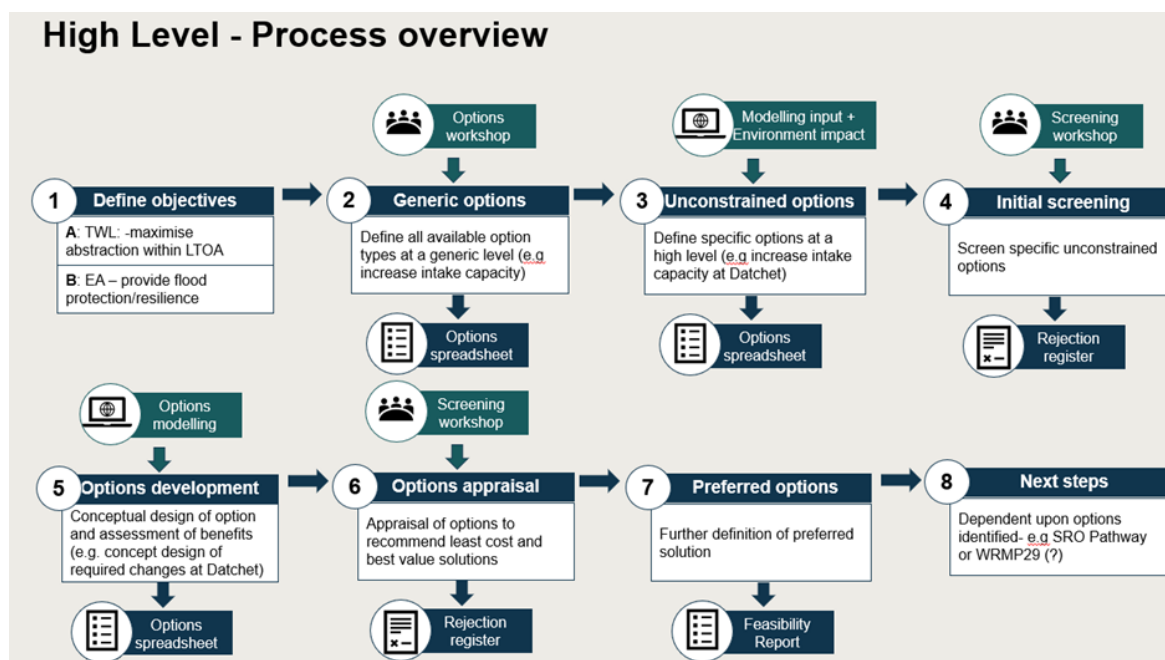 High Level - Process overview
Options
workshop
Modelling input +
Environment impact
Screening
workshop
1
Define objectives
A: TWL: -maximise
abstraction within LTOA
B: EA – provide flood
protection/resilience
2
Generic options
Define all available option
types at a generic level (e.g
increase intake capacity)
Options
spreadsheet
3
Unconstrained options
Define specific options at a
high level (e.g increase intake
capacity at Datchet)
Options
spreadsheet
4
Initial screening
Screen specific unconstrained
options
Rejection
register
Options
modelling
Screening
workshop
5
Options development
Conceptual design of option
and assessment of benefits
(e.g. concept design of
required changes at Datchet)
Options
spreadsheet
6
Options appraisal
Appraisal of options to
recommend least cost and
best value solutions
Rejection
register
7
Preferred options
Further definition of preferred
solution
Feasibility
Report
8
Next steps
Dependent upon options
identified- e.g SRO Pathway
or WRMP29 (?)